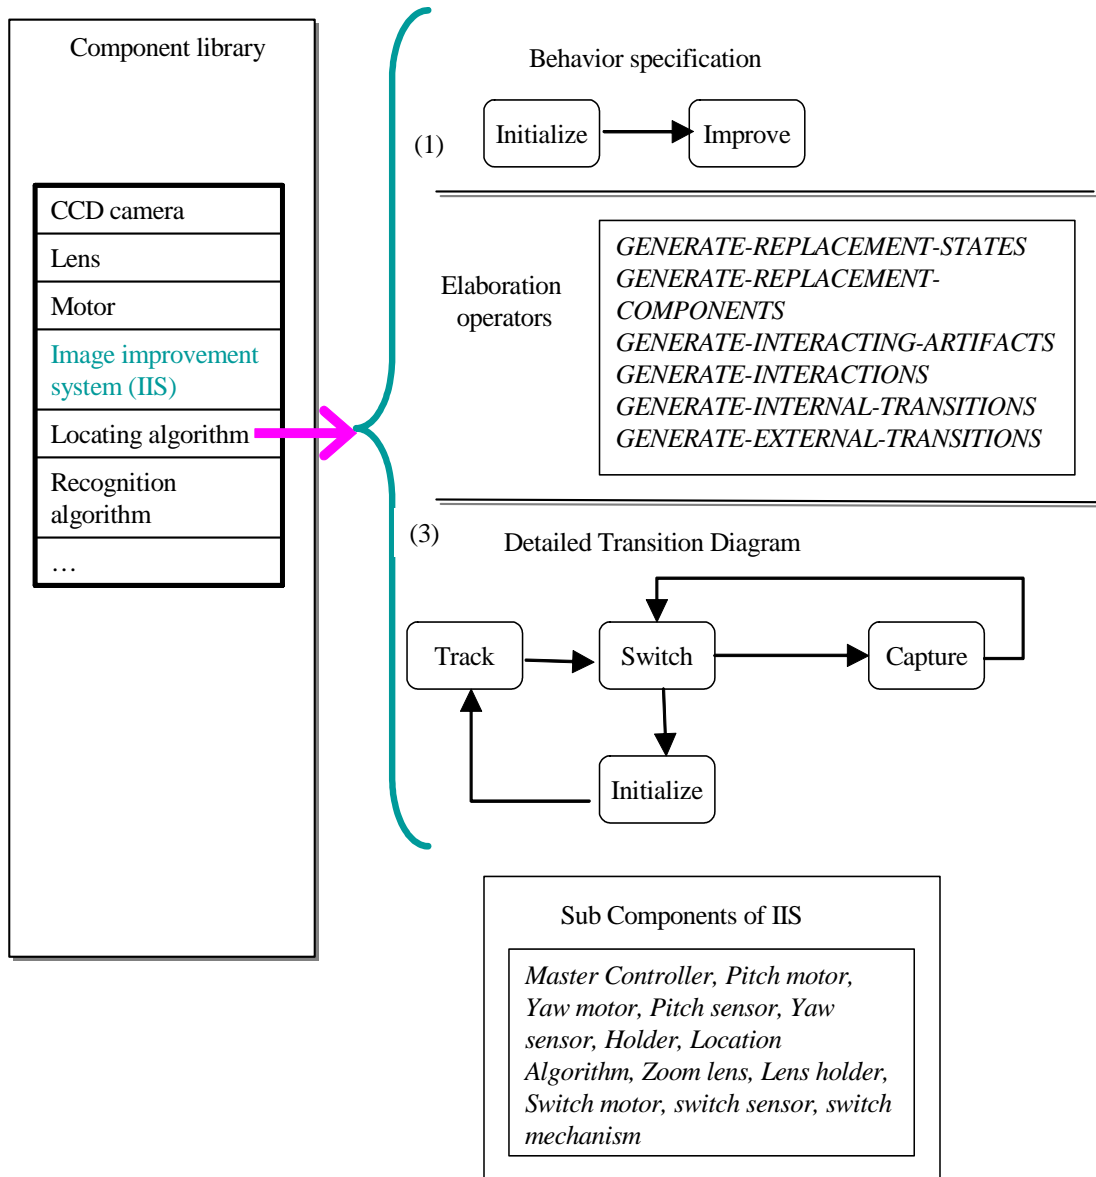 Component library
CCD camera
Lens
Motor
Image improvement
system (IIS)
Locating algorithm
Recognition
algorithm
…
Behavior specification
(1)
Initialize
Improve
Elaboration
operators
GENERATE-REPLACEMENT-STATES
GENERATE-REPLACEMENT-
COMPONENTS
GENERATE-INTERACTING-ARTIFACTS
GENERATE-INTERACTIONS
GENERATE-INTERNAL-TRANSITIONS
GENERATE-EXTERNAL-TRANSITIONS
(3)
Detailed Transition Diagram
Track
Switch
Capture
Initialize
Sub Components of IIS
Master Controller, Pitch motor,
Yaw motor, Pitch sensor, Yaw
sensor, Holder, Location
Algorithm, Zoom lens, Lens holder,
Switch motor, switch sensor, switch
mechanism